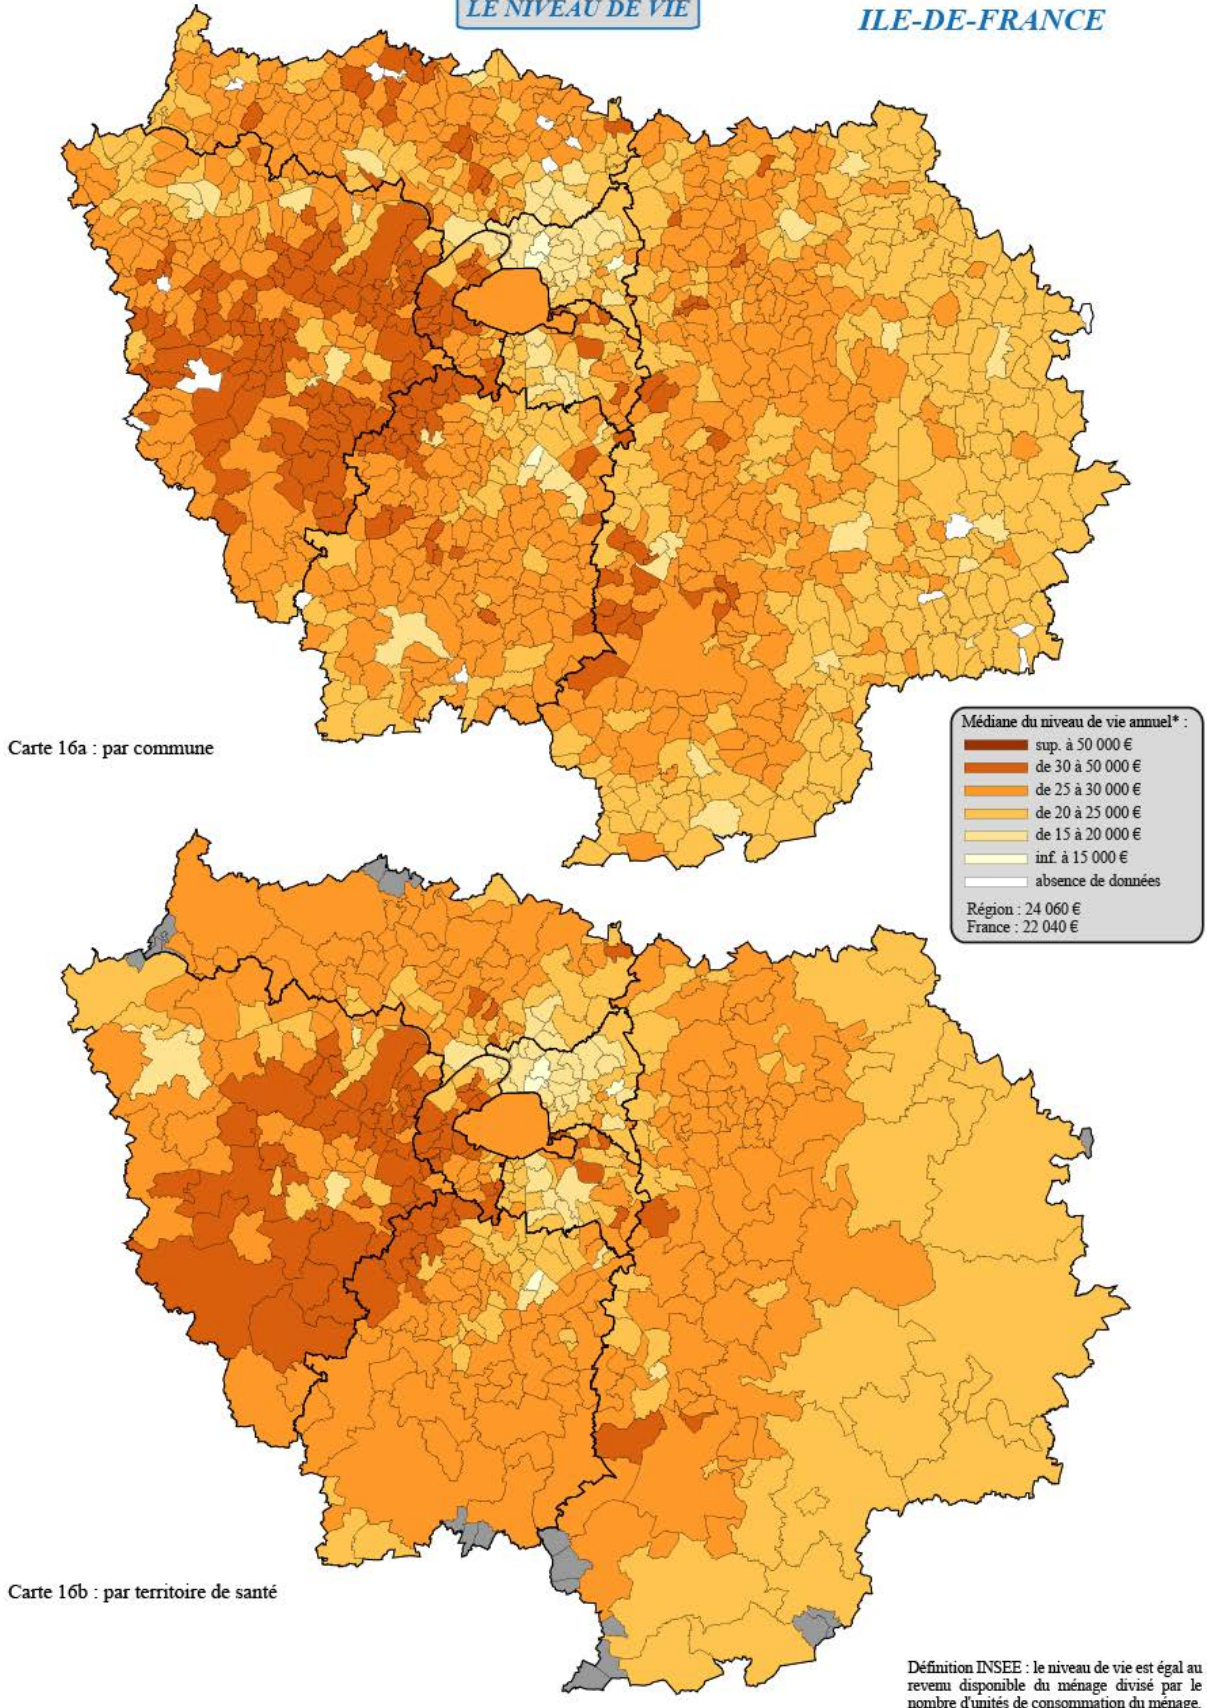 LE NIVEAU DE VIE
ILE-DE-FRANCE
Carte 16a : par commune
Médiane du niveau de vie annuel* :
sup. à 50 000 €
de 30 à 50 000 €
de 25 à 30 000 €
de 20 à 25 000 €
de 15 à 20 000 €
inf. à 15 000 €
absence de données
Région : 24 060 €
France : 22 040 €
Carte 16b : par territoire de santé
Définition INSEE : le niveau de vie est égal au
revenu disponible du ménage divisé par le
nombre d'unités de consommation du ménage.